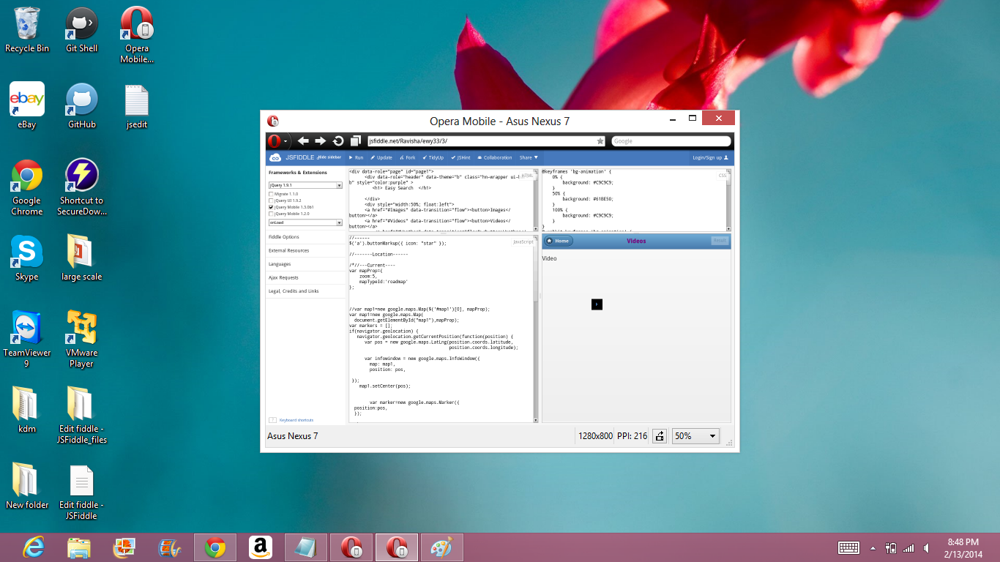 Recycle Bin
Git Shell
Opera
Mobile...
ebay
eBay
GitHub
jsedit
Google
Chrome
Shortcut to
SecureDow...
Skype
large scale
TeamViewer
9
VMware
Player
kdm
Edit fiddle -
JSFiddle_files
New folder
Edit fiddle -
JSFiddle
Opera Mobile - Asus Nexus 7
jsfiddle.net/Ravisha/ewy33/3/
Google
JSFIDDLE Hide sidebar Run Update Fork TidyUp JSHint Collaboration Share Login/Sign up
Frameworks & Extensions
jQuery 1.9.1
Migrate 1.1.0
jQuery UI 1.9.2
jQuery Mobile 1.3.0b1
jQuery Mobile 1.2.0
onLoad
Fiddle Options
External Resources
Languages
Ajax Requests
Legal, Credits and Links
Keyboard shortcuts
HTML
<div data-role="page" id="page1">
<div data-role="header" data-theme="b" class="hn-wrapper ui-
b" style="color:purple" >
<h1> Easy Search </h1>
</div>
<div style="width:50%; float:left">
<a href="#Images" data-transition="flow"><button>Images</
button></a>
<a href="#Videos" data-transition="flow"><button>Videos</
button></a>
CSS
@keyframes 'bg-animation' {
0% {
background: #C9C9C9;
}
50% {
background: #61BE50;
}
100% {
background: #C9C9C9;
}
}
JavaScript
//------
$('a').buttonMarkup({ icon: "star" });
//-------Location------
/*//---Current----
var mapProp={
zoom:5,
mapTypeId:'roadmap'
};
//var map1=new google.maps.Map($('#map1')[0], mapProp);
var map1=new google.maps.Map(
document.getElementById("map1"),mapProp);
var markers = [];
if(navigator.geolocation) {
navigator.geolocation.getCurrentPosition(function(position) {
var pos = new google.maps.LatLng(position.coords.latitude,
position.coords.longitude);
var infowindow = new google.maps.InfoWindow({
map: map1,
position: pos,
});
map1.setCenter(pos);
var marker=new google.maps.Marker({
position:pos,
});
Home
Videos
Result
Video
Asus Nexus 7
1280x800
PPI: 216
50%
a
8:48 PM
2/13/2014